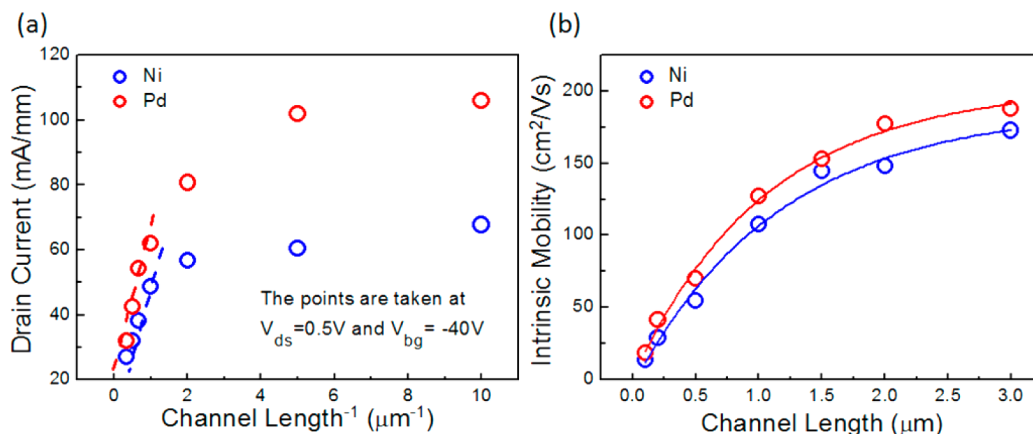 (a)
Drain Current (mA/mm)
120
100
80
60
40
20
Ni
Pd
The points are taken at
V_ds=0.5V and V_bg= -40V
0 2 4 6 8 10
Channel Length⁻¹ (μm⁻¹)
(b)
Intrinsic Mobility (cm²/Vs)
200
150
100
50
0
Ni
Pd
0.0 0.5 1.0 1.5 2.0 2.5 3.0
Channel Length (μm)